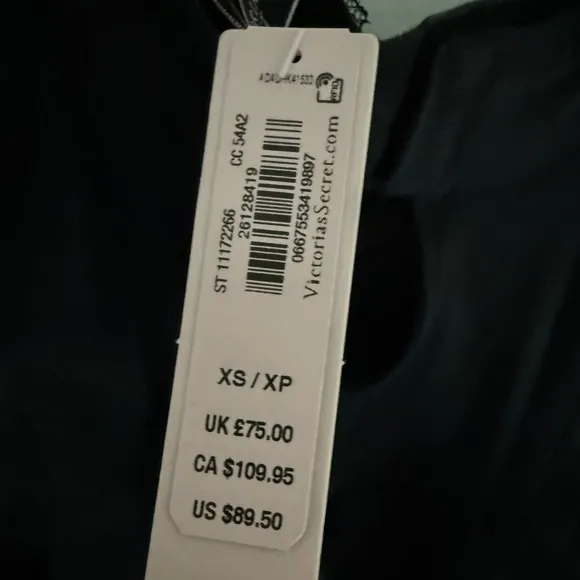 RFID
ST 11172266 CC 54A2
26128419
0667553419897
VictoriasSecret.com
XS / XP
UK £75.00
CA $109.95
US $89.50